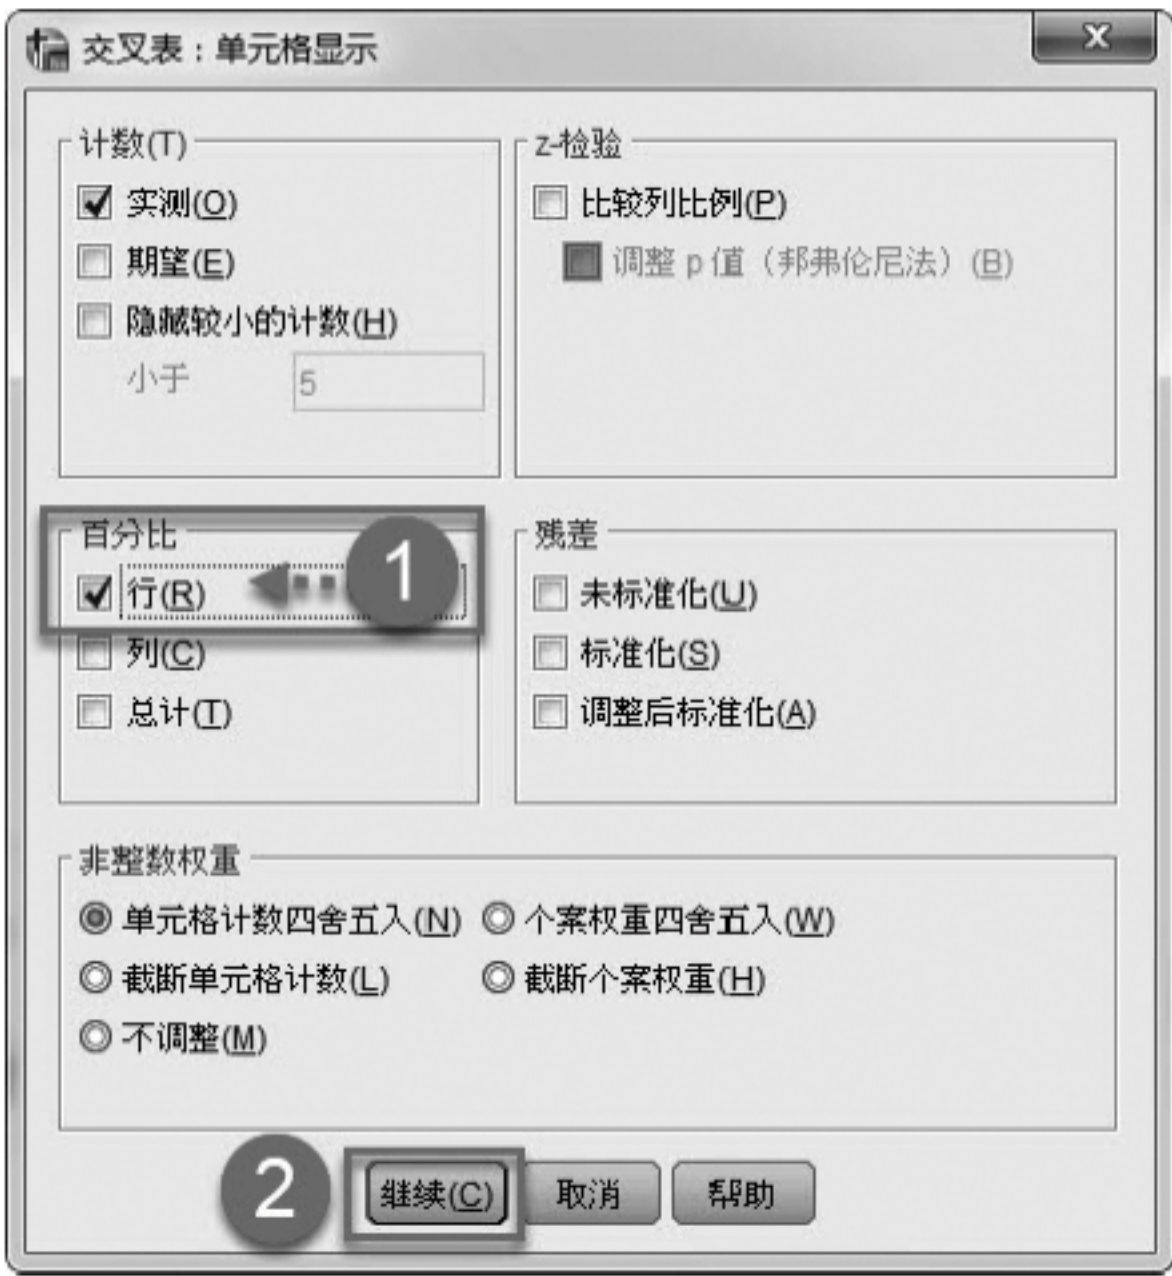 交叉表：单元格显示
计数(T)
实测(O)
期望(E)
隐藏较小的计数(H)
小于 5
z-检验
比较列比例(P)
调整 p 值（邦弗伦尼法）(B)
百分比
行(R)
1
列(C)
总计(T)
残差
未标准化(U)
标准化(S)
调整后标准化(A)
非整数权重
单元格计数四舍五入(N) 个案权重四舍五入(W)
截断单元格计数(L) 截断个案权重(H)
不调整(M)
2 继续(C) 取消 帮助